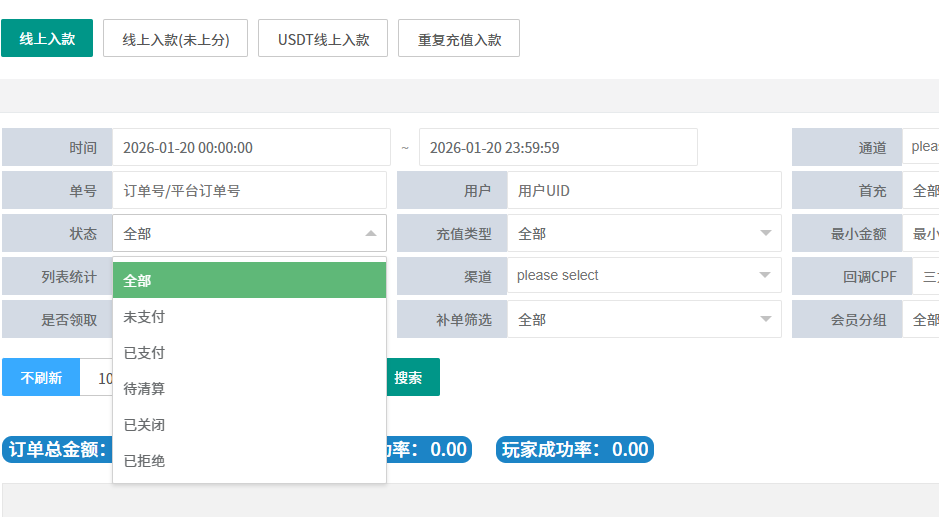 线上入款 线上入款(未上分) USDT线上入款 重复充值入款
时间 2026-01-20 00:00:00 ~ 2026-01-20 23:59:59 通道
单号 订单号/平台订单号 用户 用户UID 首充 全部
状态 全部 充值类型 全部 最小金额 最小
列表统计 全部 渠道 please select 回调CPF
是否领取 未支付 补单筛选 全部 会员分组 全部
已支付
不刷新 10 待清算 搜索
已关闭
订单总金额: 已拒绝 率: 0.00 玩家成功率: 0.00